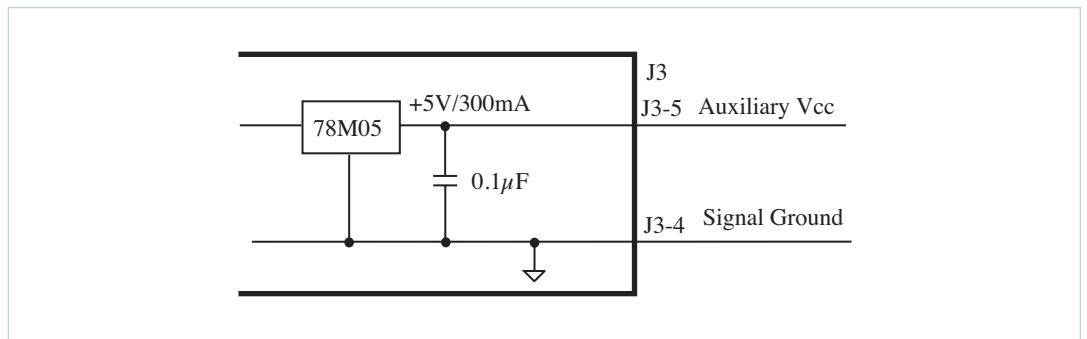 J3
+5V/300mA
J3-5 Auxiliary Vcc
78M05
0.1µF
J3-4 Signal Ground